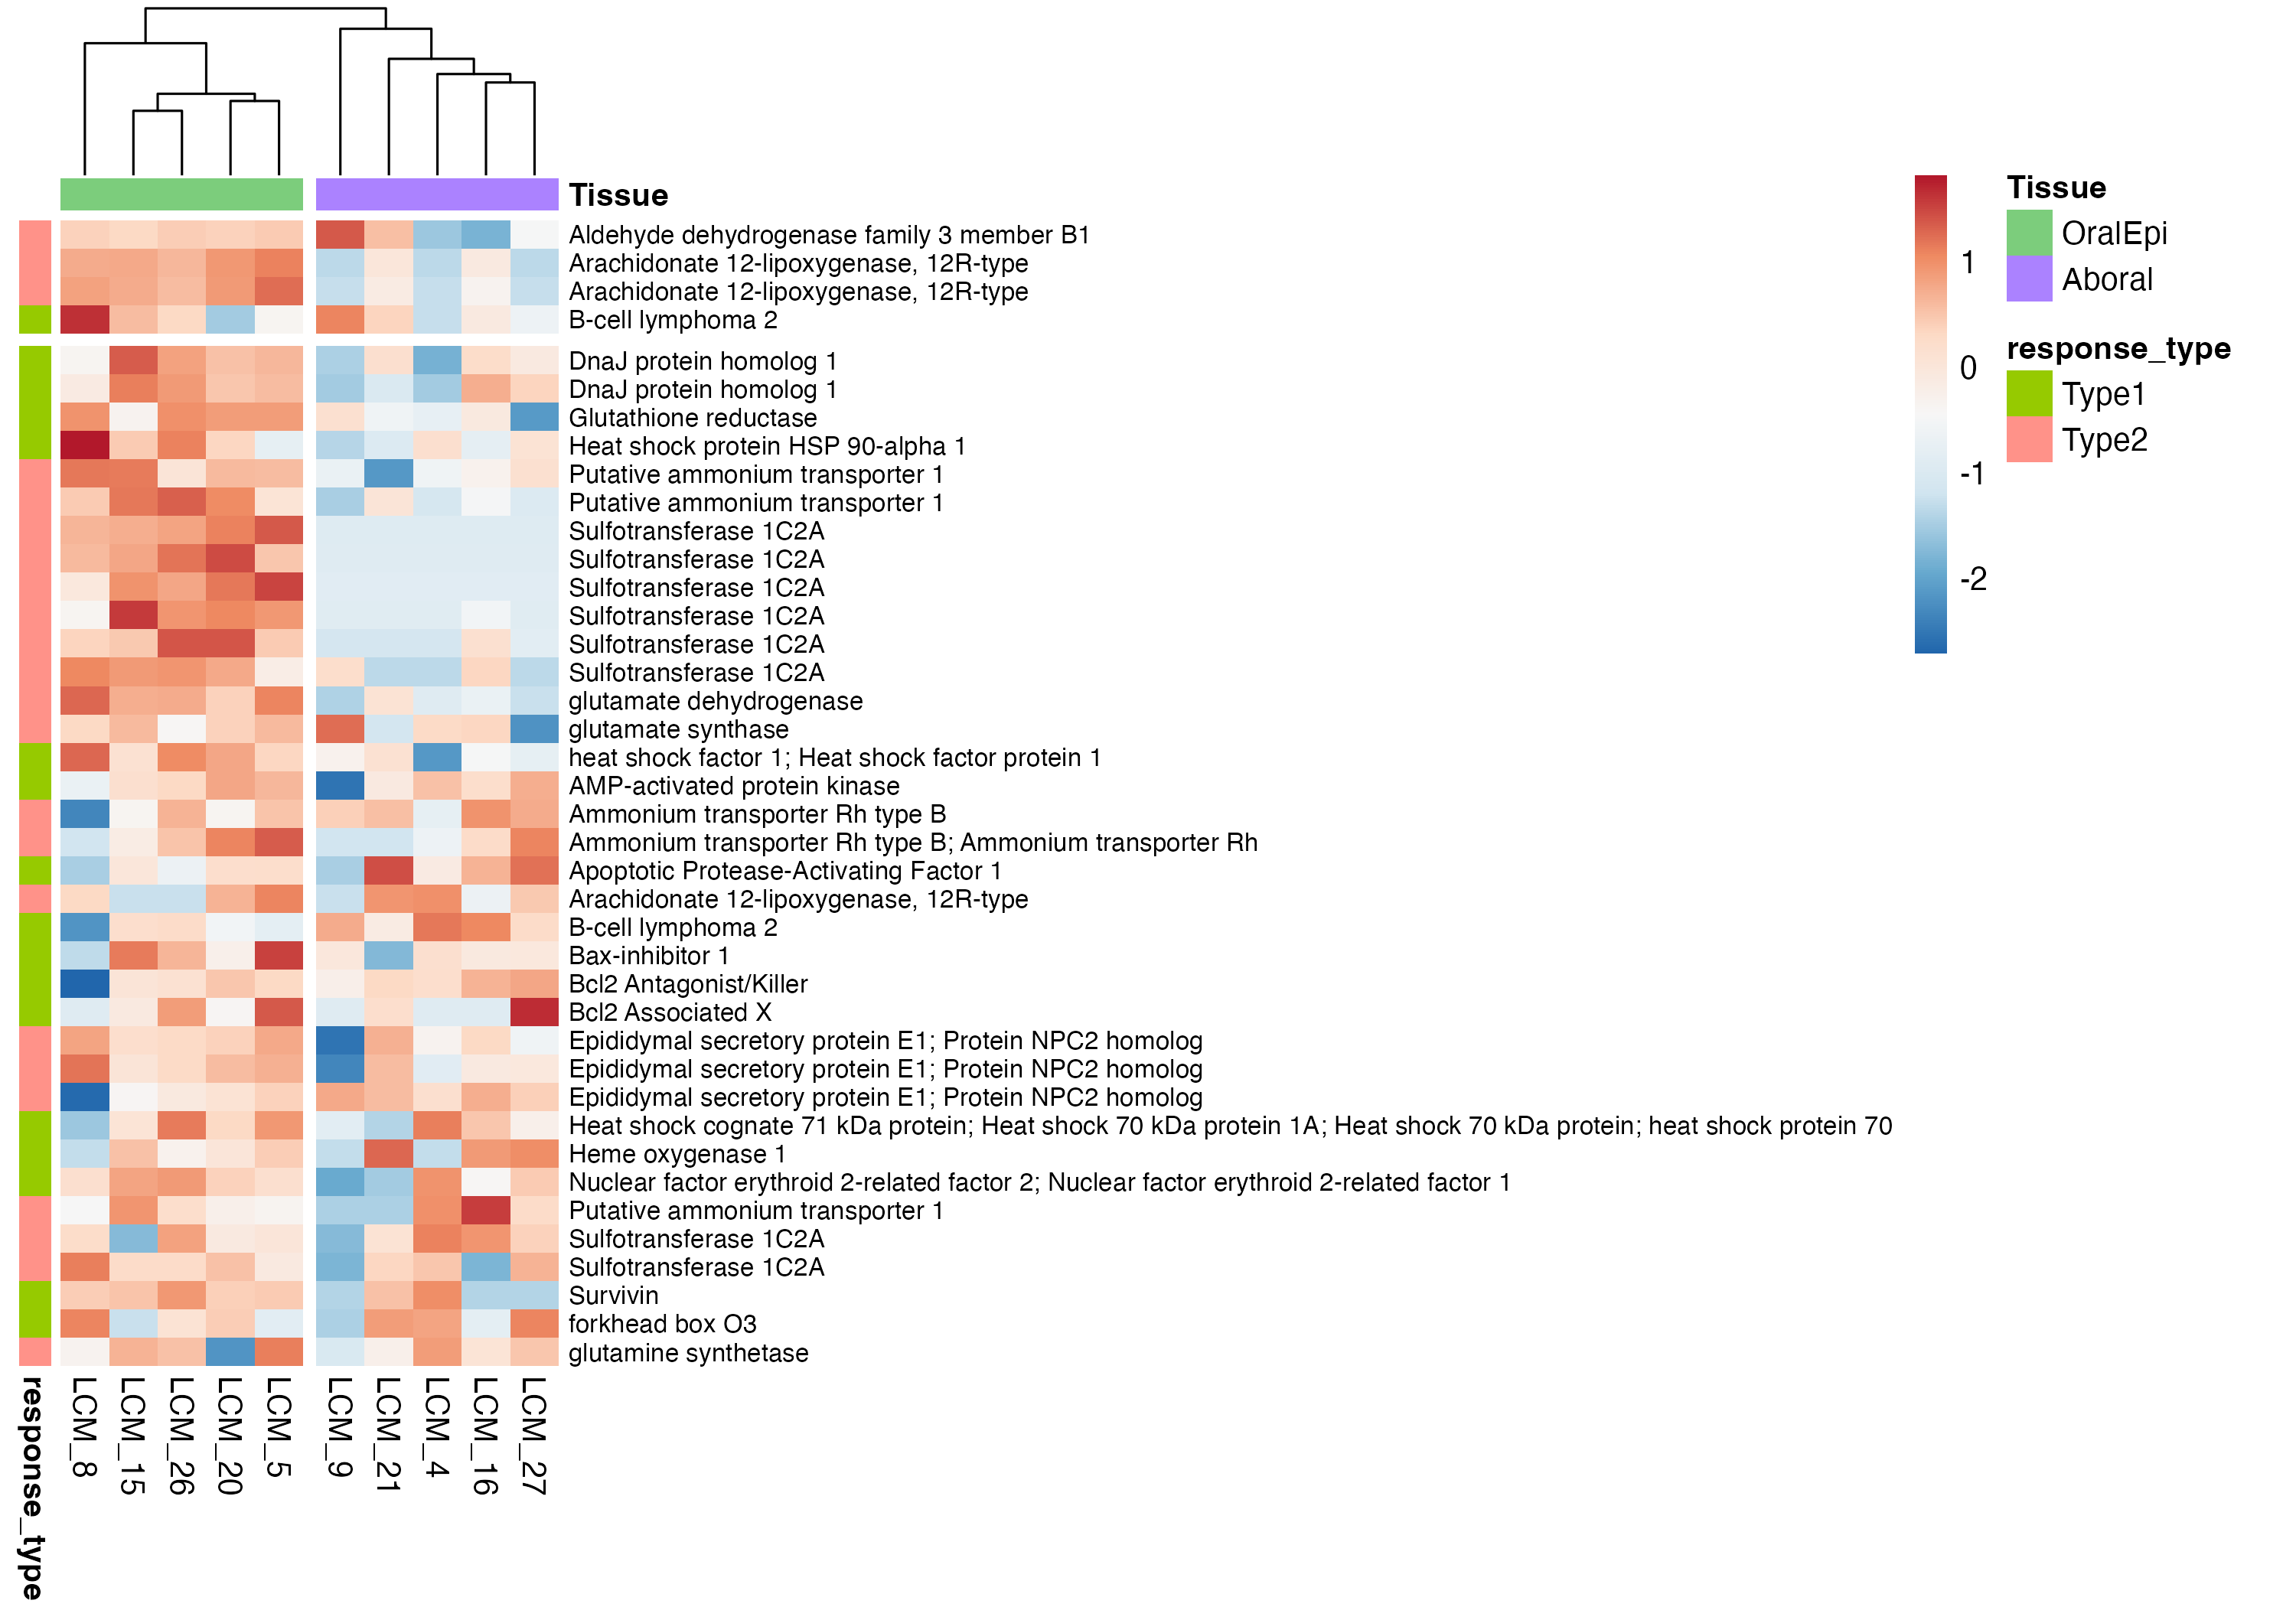 Tissue
Aldehyde dehydrogenase family 3 member B1
Arachidonate 12-lipoxygenase, 12R-type
Arachidonate 12-lipoxygenase, 12R-type
B-cell lymphoma 2
DnaJ protein homolog 1
DnaJ protein homolog 1
Glutathione reductase
Heat shock protein HSP 90-alpha 1
Putative ammonium transporter 1
Putative ammonium transporter 1
Sulfotransferase 1C2A
Sulfotransferase 1C2A
Sulfotransferase 1C2A
Sulfotransferase 1C2A
Sulfotransferase 1C2A
Sulfotransferase 1C2A
glutamate dehydrogenase
glutamate synthase
heat shock factor 1; Heat shock factor protein 1
AMP-activated protein kinase
Ammonium transporter Rh type B
Ammonium transporter Rh type B; Ammonium transporter Rh
Apoptotic Protease-Activating Factor 1
Arachidonate 12-lipoxygenase, 12R-type
B-cell lymphoma 2
Bax-inhibitor 1
Bcl2 Antagonist/Killer
Bcl2 Associated X
Epididymal secretory protein E1; Protein NPC2 homolog
Epididymal secretory protein E1; Protein NPC2 homolog
Epididymal secretory protein E1; Protein NPC2 homolog
Heat shock cognate 71 kDa protein; Heat shock 70 kDa protein 1A; Heat shock 70 kDa protein; heat shock protein 70
Heme oxygenase 1
Nuclear factor erythroid 2-related factor 2; Nuclear factor erythroid 2-related factor 1
Putative ammonium transporter 1
Sulfotransferase 1C2A
Sulfotransferase 1C2A
Survivin
forkhead box O3
glutamine synthetase
response_type
LCM_8
LCM_15
LCM_26
LCM_20
LCM_5
LCM_9
LCM_21
LCM_4
LCM_16
LCM_27
1
0
-1
-2
Tissue
OralEpi
Aboral
response_type
Type1
Type2